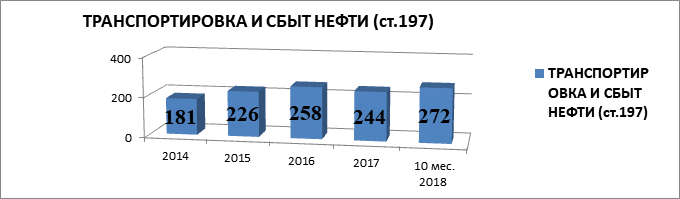 ТРАНСПОРТИРОВКА И СБЫТ НЕФТИ (ст.197)
400
200
0
181
226
258
244
272
2014
2015
2016
2017
10 мес.
2018
ТРАНСПОРТИР
ОВКА И СБЫТ
НЕФТИ (ст.197)